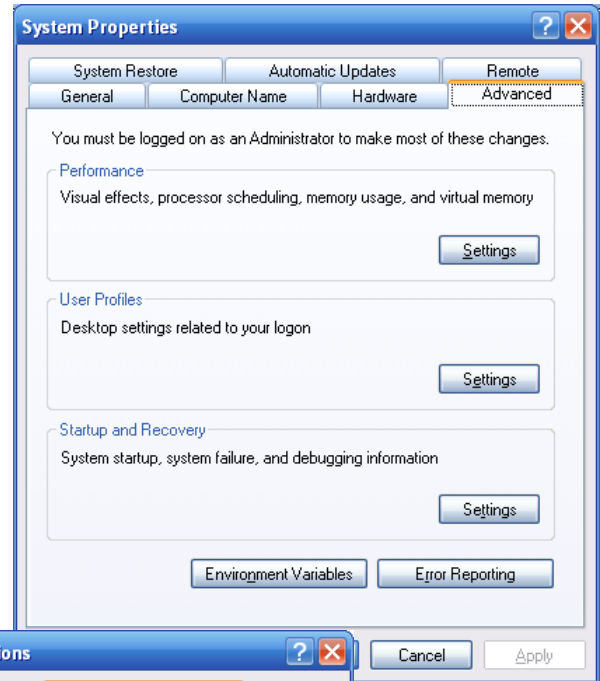 System Properties
System Restore Automatic Updates Remote
General Computer Name Hardware Advanced
You must be logged on as an Administrator to make most of these changes.
Performance
Visual effects, processor scheduling, memory usage, and virtual memory
Settings
User Profiles
Desktop settings related to your logon
Settings
Startup and Recovery
System startup, system failure, and debugging information
Settings
Environment Variables Error Reporting
Cancel Apply